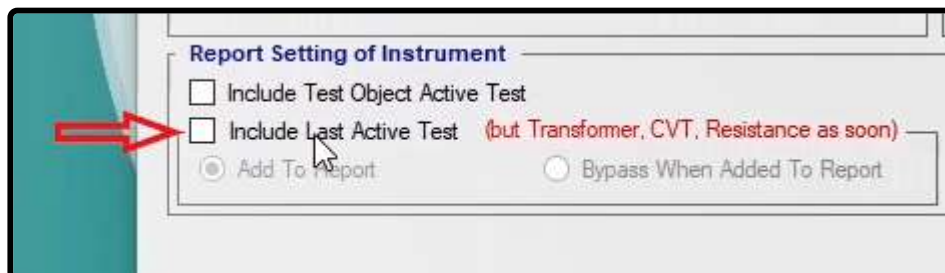 Report Setting of Instrument
Include Test Object Active Test
Include Last Active Test (but Transformer, CVT, Resistance as soon)
Add To Report Bypass When Added To Report